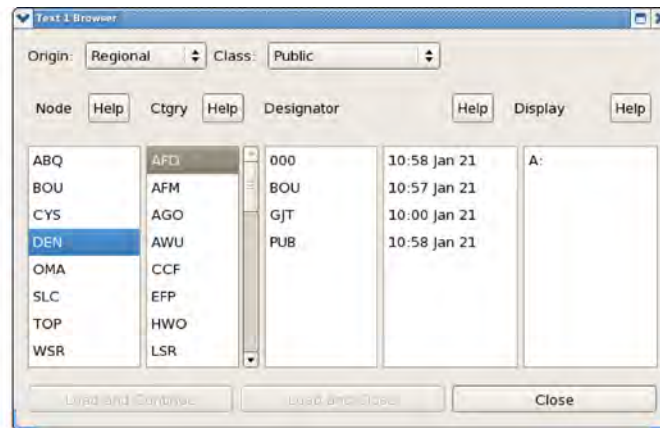 Text 1 Browser
Origin: Regional Class: Public
Node Help Ctgry Help Designator Help Display Help
ABQ AFD 000 10:58 Jan 21 A:
BOU AFM BOU 10:57 Jan 21
CYS AGO GJT 10:00 Jan 21
DEN AWU PUB 10:58 Jan 21
OMA CCF
SLC EFP
TOP HWO
WSR LSR
Load and Continue Load and Close Close